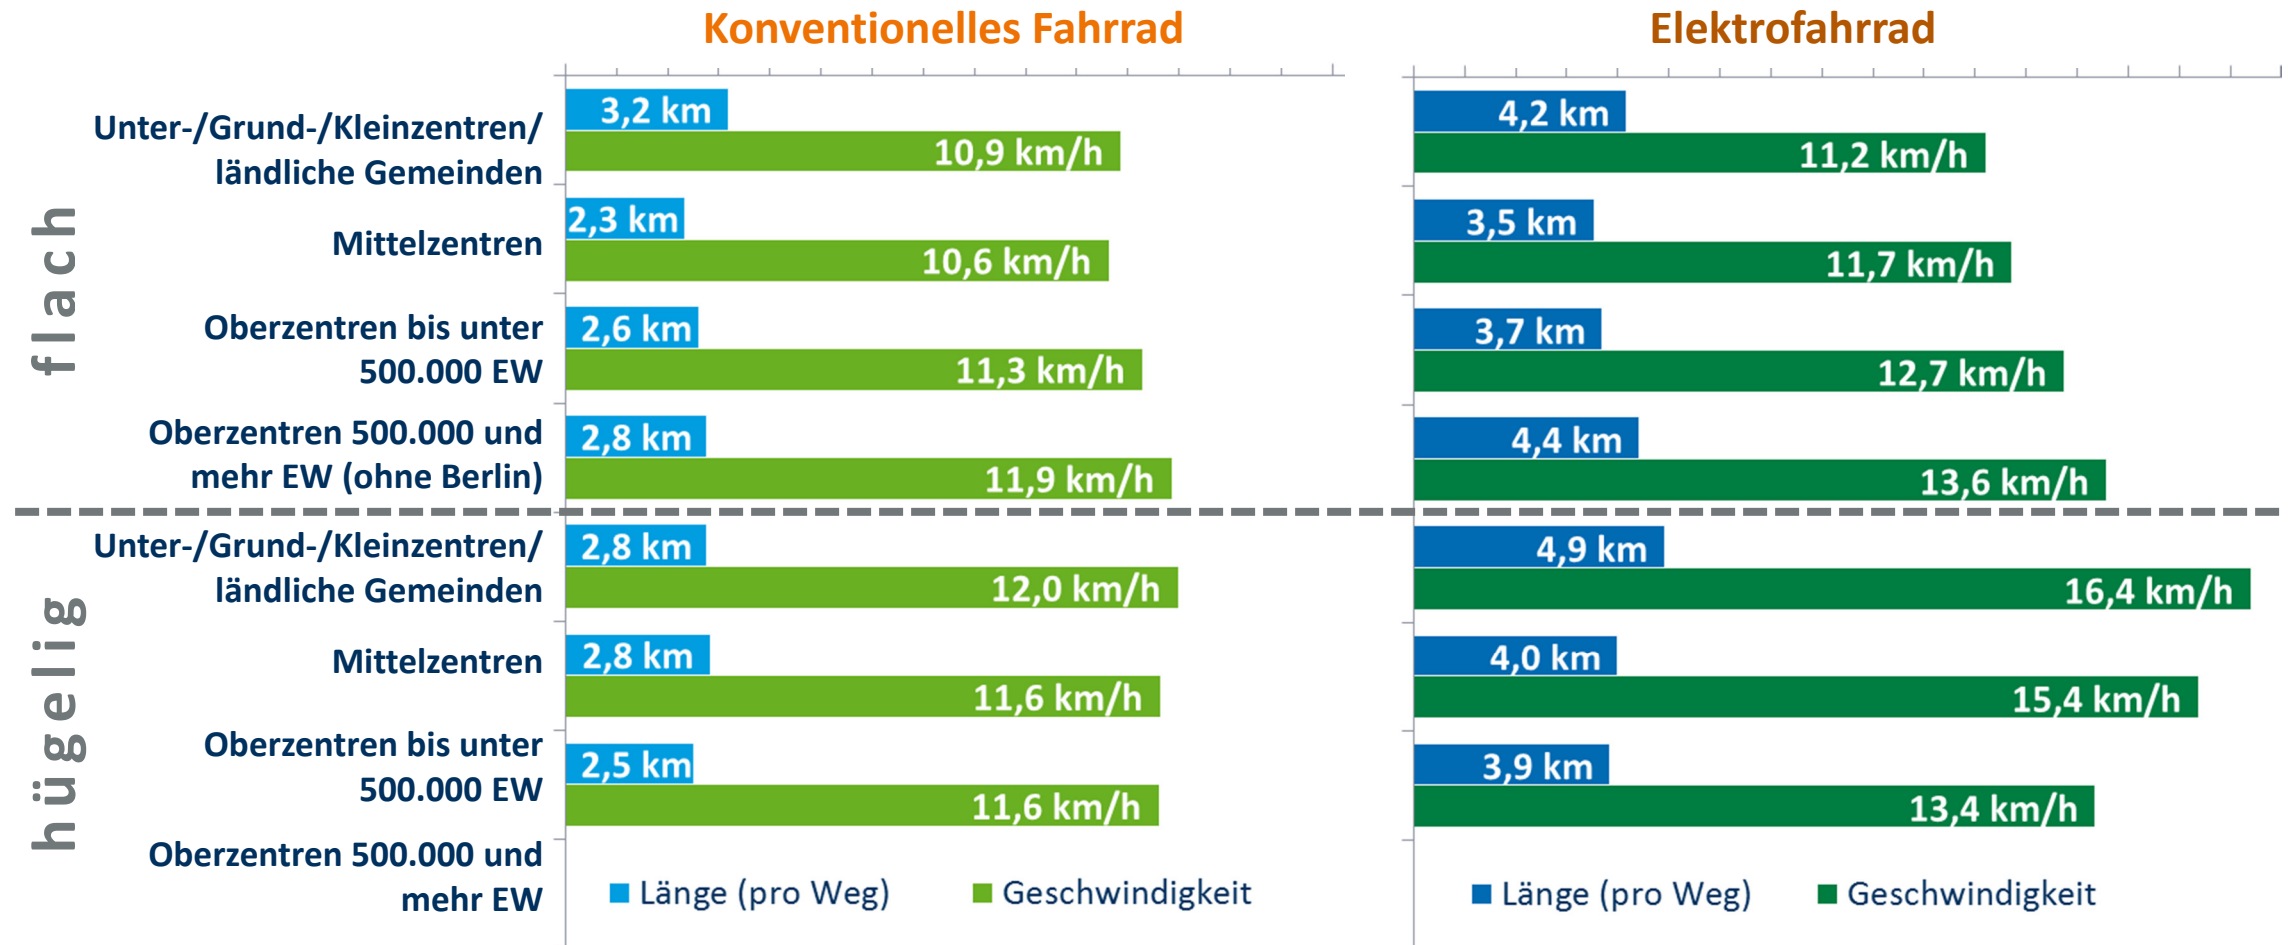 Konventionelles Fahrrad
Elektrofahrrad
flach
Unter-/Grund-/Kleinzentren/
ländliche Gemeinden
3,2 km
10,9 km/h
4,2 km
11,2 km/h
Mittelzentren
2,3 km
10,6 km/h
3,5 km
11,7 km/h
Oberzentren bis unter
500.000 EW
2,6 km
11,3 km/h
3,7 km
12,7 km/h
Oberzentren 500.000 und
mehr EW (ohne Berlin)
2,8 km
11,9 km/h
4,4 km
13,6 km/h
hügelig
Unter-/Grund-/Kleinzentren/
ländliche Gemeinden
2,8 km
12,0 km/h
4,9 km
16,4 km/h
Mittelzentren
2,8 km
11,6 km/h
4,0 km
15,4 km/h
Oberzentren bis unter
500.000 EW
2,5 km
11,6 km/h
3,9 km
13,4 km/h
Oberzentren 500.000 und
mehr EW
Länge (pro Weg)
Geschwindigkeit
Länge (pro Weg)
Geschwindigkeit